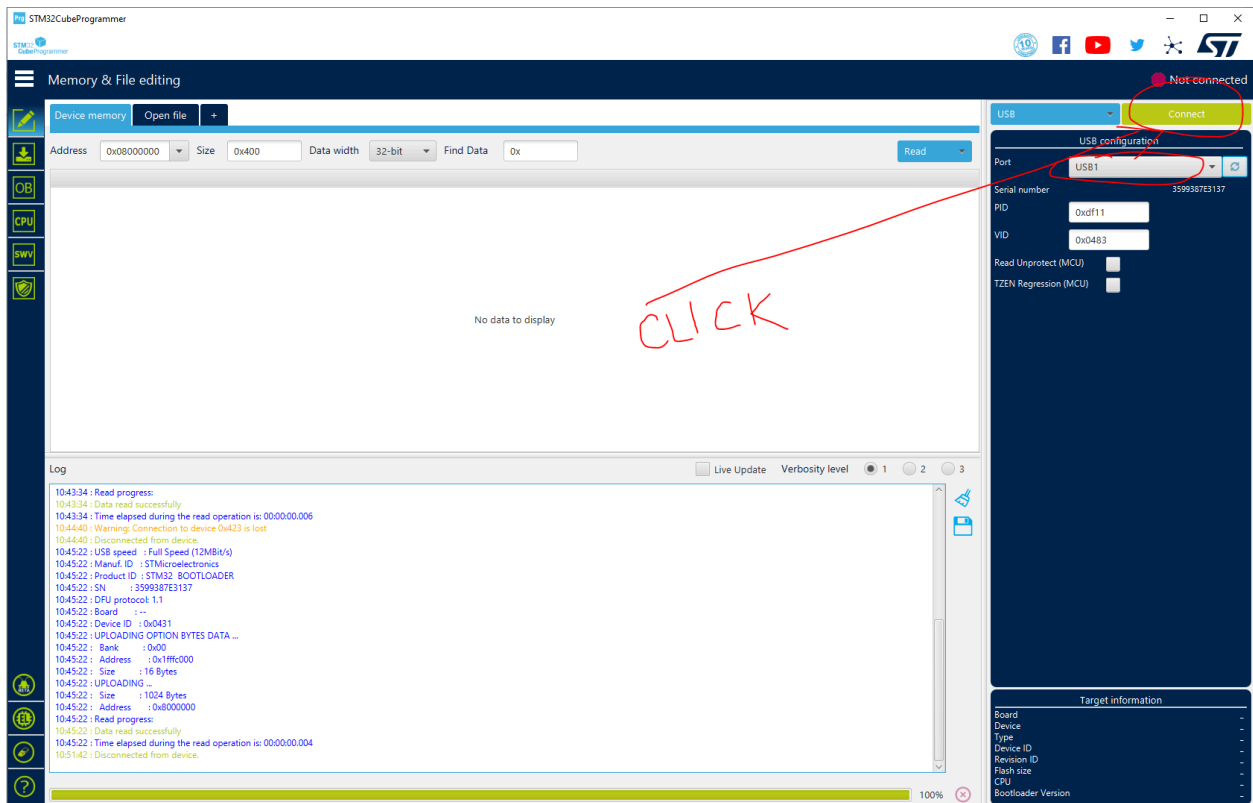 Prg STM32CubeProgrammer
STM32
CubeProgrammer
10
ST
Memory & File editing
Not connected
Device memory Open file +
USB Connect
Address 0x08000000 Size 0x400 Data width 32-bit Find Data 0x Read
USB configuration
Port USB1
Serial number 3599387E3137
PID 0xdf11
VID 0x0483
Read Unprotect (MCU)
TZEN Regression (MCU)
OB
CPU
SWV
No data to display
CLICK
Log Live Update Verbosity level 1 2 3
10:43:34 : Read progress:
10:43:34 : Data read successfully
10:43:34 : Time elapsed during the read operation is: 00:00:00.006
10:44:40 : Warning: Connection to device 0x423 is lost
10:44:40 : Disconnected from device.
10:45:22 : USB speed : Full Speed (12MBit/s)
10:45:22 : Manuf. ID : STMicroelectronics
10:45:22 : Product ID : STM32 BOOTLOADER
10:45:22 : SN : 3599387E3137
10:45:22 : DFU protocol: 1.1
10:45:22 : Board : --
10:45:22 : Device ID : 0x0431
10:45:22 : UPLOADING OPTION BYTES DATA ...
10:45:22 : Bank : 0x00
10:45:22 : Address : 0x1fffc000
10:45:22 : Size : 16 Bytes
10:45:22 : UPLOADING ...
10:45:22 : Size : 1024 Bytes
10:45:22 : Address : 0x8000000
10:45:22 : Read progress:
10:45:22 : Data read successfully
10:45:22 : Time elapsed during the read operation is: 00:00:00.004
10:51:42 : Disconnected from device.
100%
BETA
?
Target information
Board -
Device -
Type -
Device ID -
Revision ID -
Flash size -
CPU -
Bootloader Version -